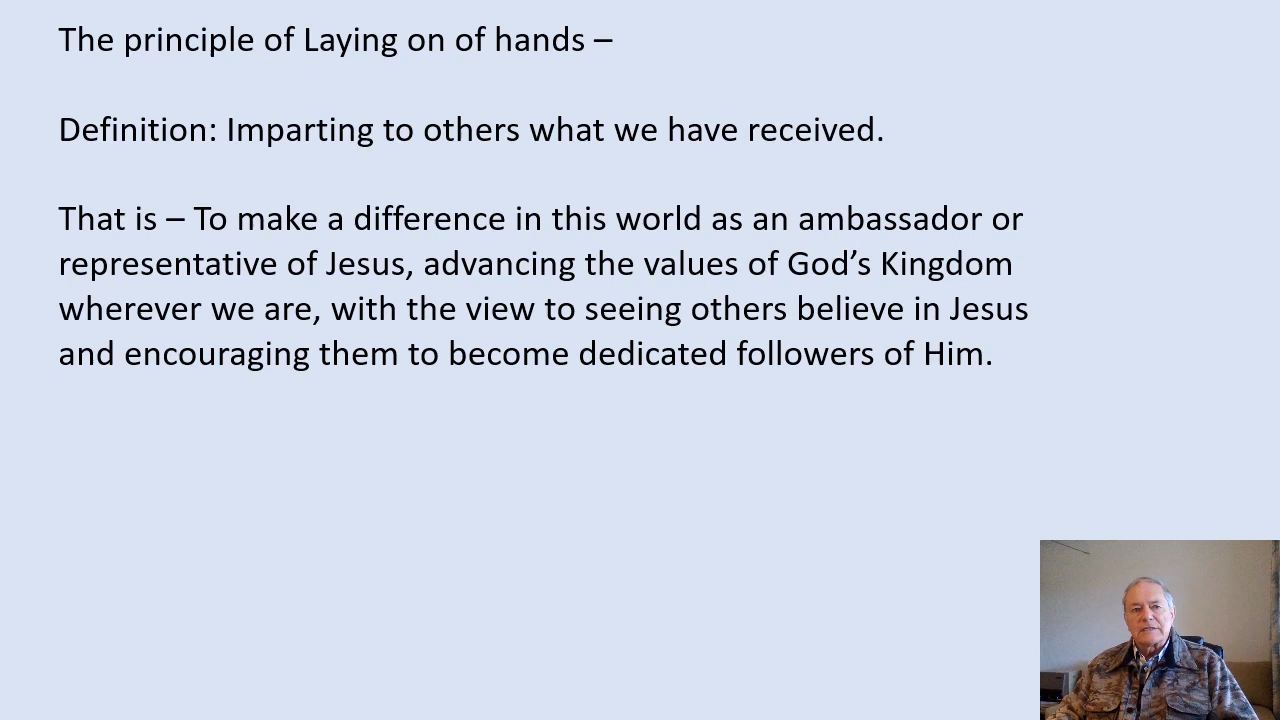 The principle of Laying on of hands –
Definition: Imparting to others what we have received.
That is – To make a difference in this world as an ambassador or
representative of Jesus, advancing the values of God’s Kingdom
wherever we are, with the view to seeing others believe in Jesus
and encouraging them to become dedicated followers of Him.